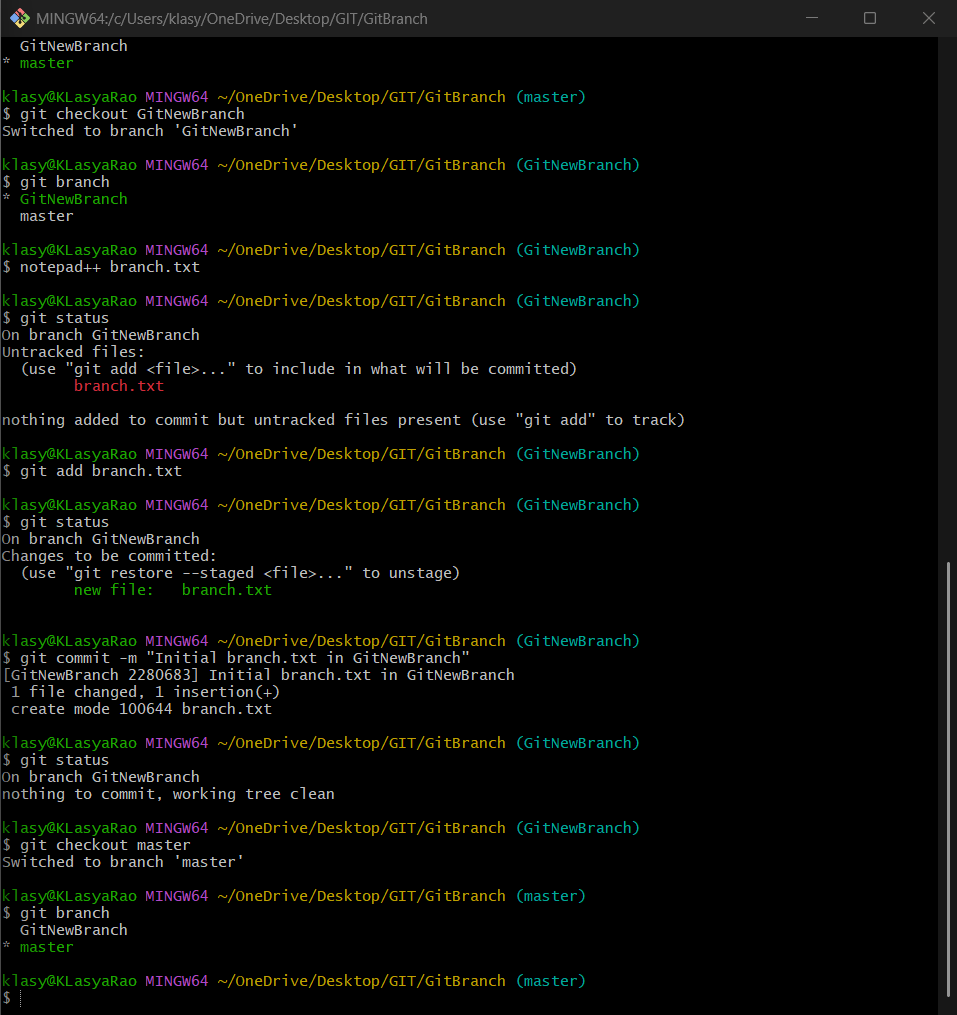 MINGW64:/c/Users/klasy/OneDrive/Desktop/GIT/GitBranch
  GitNewBranch
* master

klasy@KLasyaRao MINGW64 ~/OneDrive/Desktop/GIT/GitBranch (master)
$ git checkout GitNewBranch
Switched to branch 'GitNewBranch'

klasy@KLasyaRao MINGW64 ~/OneDrive/Desktop/GIT/GitBranch (GitNewBranch)
$ git branch
* GitNewBranch
  master

klasy@KLasyaRao MINGW64 ~/OneDrive/Desktop/GIT/GitBranch (GitNewBranch)
$ notepad++ branch.txt

klasy@KLasyaRao MINGW64 ~/OneDrive/Desktop/GIT/GitBranch (GitNewBranch)
$ git status
On branch GitNewBranch
Untracked files:
  (use "git add <file>..." to include in what will be committed)
        branch.txt

nothing added to commit but untracked files present (use "git add" to track)

klasy@KLasyaRao MINGW64 ~/OneDrive/Desktop/GIT/GitBranch (GitNewBranch)
$ git add branch.txt

klasy@KLasyaRao MINGW64 ~/OneDrive/Desktop/GIT/GitBranch (GitNewBranch)
$ git status
On branch GitNewBranch
Changes to be committed:
  (use "git restore --staged <file>..." to unstage)
        new file:   branch.txt


klasy@KLasyaRao MINGW64 ~/OneDrive/Desktop/GIT/GitBranch (GitNewBranch)
$ git commit -m "Initial branch.txt in GitNewBranch"
[GitNewBranch 2280683] Initial branch.txt in GitNewBranch
 1 file changed, 1 insertion(+)
 create mode 100644 branch.txt

klasy@KLasyaRao MINGW64 ~/OneDrive/Desktop/GIT/GitBranch (GitNewBranch)
$ git status
On branch GitNewBranch
nothing to commit, working tree clean

klasy@KLasyaRao MINGW64 ~/OneDrive/Desktop/GIT/GitBranch (GitNewBranch)
$ git checkout master
Switched to branch 'master'

klasy@KLasyaRao MINGW64 ~/OneDrive/Desktop/GIT/GitBranch (master)
$ git branch
  GitNewBranch
* master

klasy@KLasyaRao MINGW64 ~/OneDrive/Desktop/GIT/GitBranch (master)
$